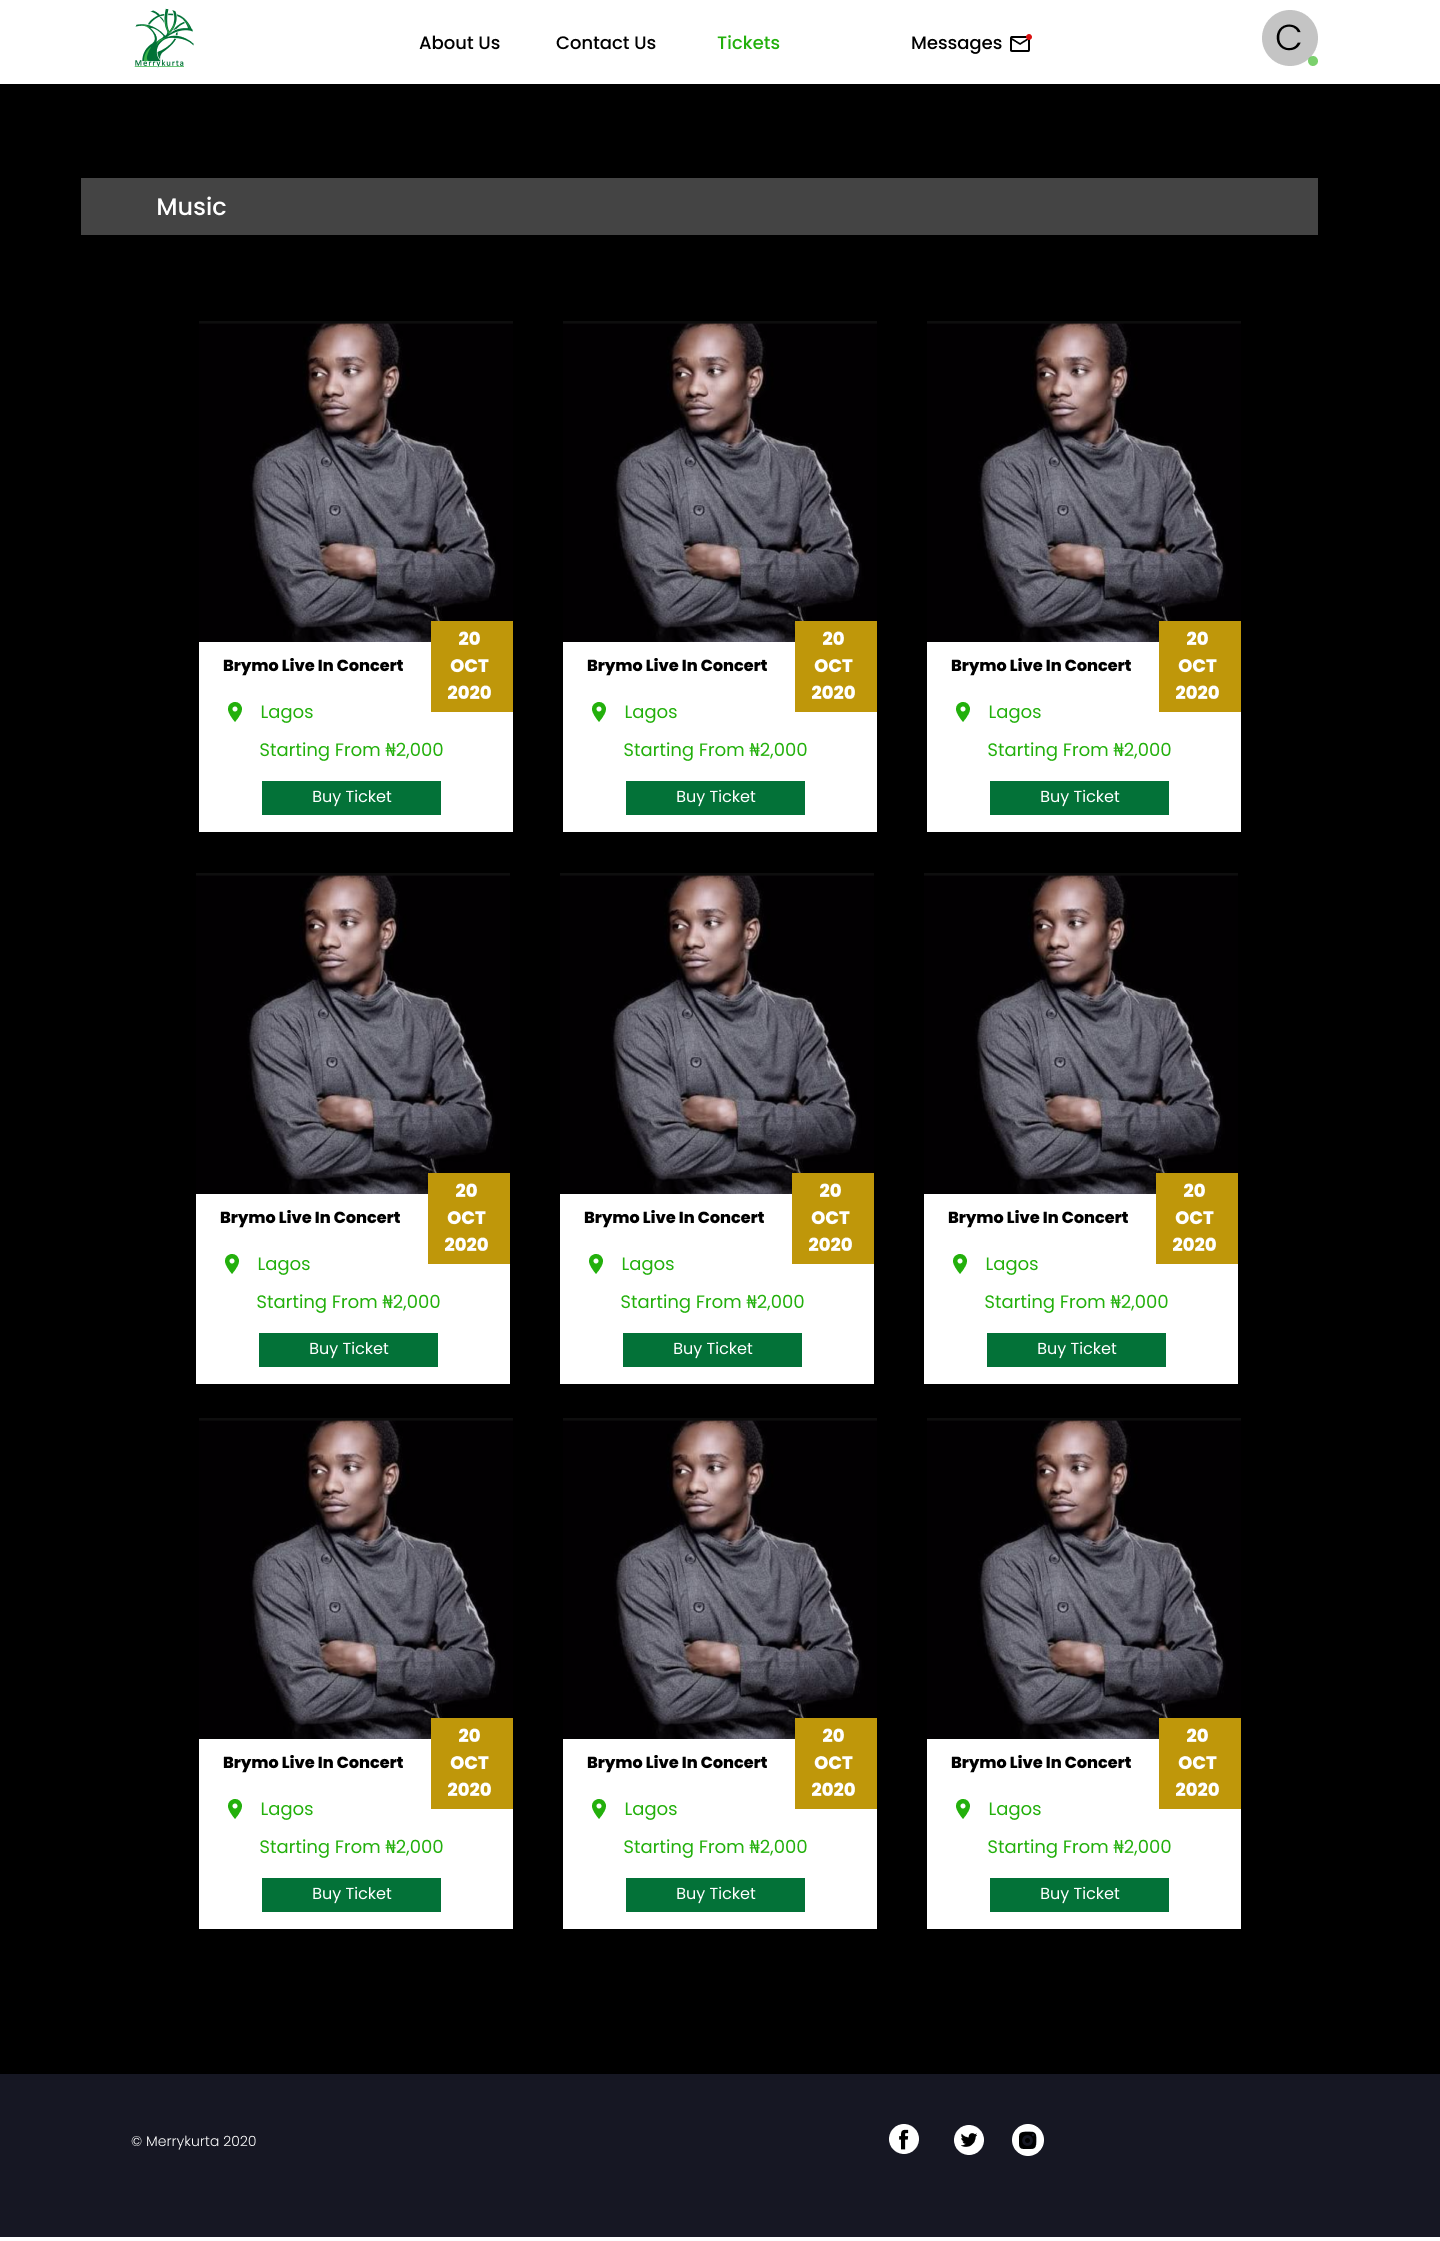 Merrykurta
About Us
Contact Us
Tickets
Messages
C
Music
20
OCT
2020
Brymo Live In Concert
Lagos
Starting From ₦2,000
Buy Ticket
20
OCT
2020
Brymo Live In Concert
Lagos
Starting From ₦2,000
Buy Ticket
20
OCT
2020
Brymo Live In Concert
Lagos
Starting From ₦2,000
Buy Ticket
20
OCT
2020
Brymo Live In Concert
Lagos
Starting From ₦2,000
Buy Ticket
20
OCT
2020
Brymo Live In Concert
Lagos
Starting From ₦2,000
Buy Ticket
20
OCT
2020
Brymo Live In Concert
Lagos
Starting From ₦2,000
Buy Ticket
20
OCT
2020
Brymo Live In Concert
Lagos
Starting From ₦2,000
Buy Ticket
20
OCT
2020
Brymo Live In Concert
Lagos
Starting From ₦2,000
Buy Ticket
20
OCT
2020
Brymo Live In Concert
Lagos
Starting From ₦2,000
Buy Ticket
© Merrykurta 2020